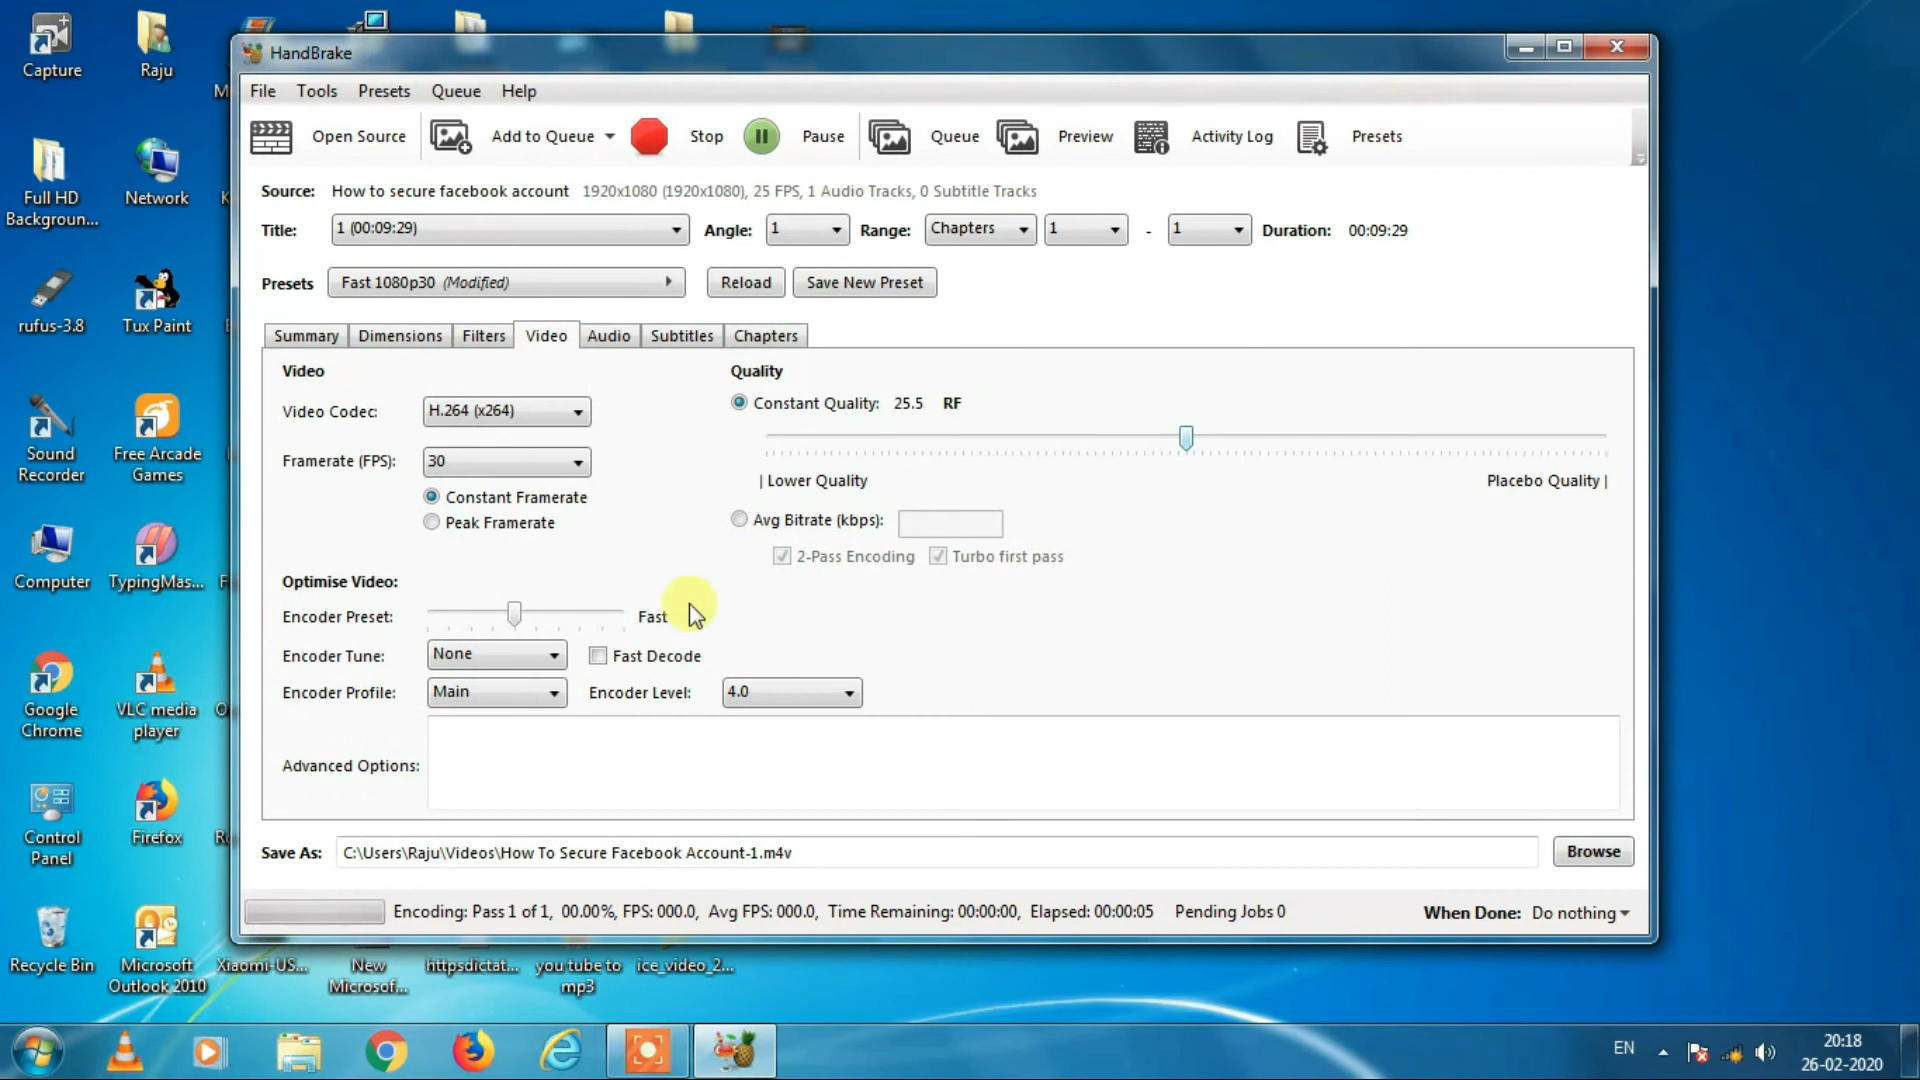 HandBrake
File Tools Presets Queue Help
Open Source Add to Queue Stop Pause Queue Preview Activity Log Presets
Source: How to secure facebook account 1920x1080 (1920x1080), 25 FPS, 1 Audio Tracks, 0 Subtitle Tracks
Title: 1 (00:09:29) Angle: 1 Range: Chapters 1 - 1 Duration: 00:09:29
Presets Fast 1080p30 (Modified) Reload Save New Preset
Summary Dimensions Filters Video Audio Subtitles Chapters
Video
Video Codec: H.264 (x264)
Framerate (FPS): 30
Constant Framerate
Peak Framerate
Quality
Constant Quality: 25.5 RF
| Lower Quality Placebo Quality |
Avg Bitrate (kbps):
2-Pass Encoding Turbo first pass
Optimise Video:
Encoder Preset: Fast
Encoder Tune: None Fast Decode
Encoder Profile: Main Encoder Level: 4.0
Advanced Options:
Save As: C:\Users\Raju\Videos\How To Secure Facebook Account-1.m4v Browse
Encoding: Pass 1 of 1, 00.00%, FPS: 000.0, Avg FPS: 000.0, Time Remaining: 00:00:00, Elapsed: 00:00:05 Pending Jobs 0 When Done: Do nothing
Capture
Raju
Full HD
Backgroun...
Network
rufus-3.8
Tux Paint
Sound
Recorder
Free Arcade
Games
Computer
TypingMas...
Google
Chrome
VLC media
player
Control
Panel
Firefox
Recycle Bin
Microsoft
Outlook 2010
Xiaomi-US...
New
Microsof...
httpsdictat...
you tube to
mp3
ice_video_2...
EN
20:18
26-02-2020